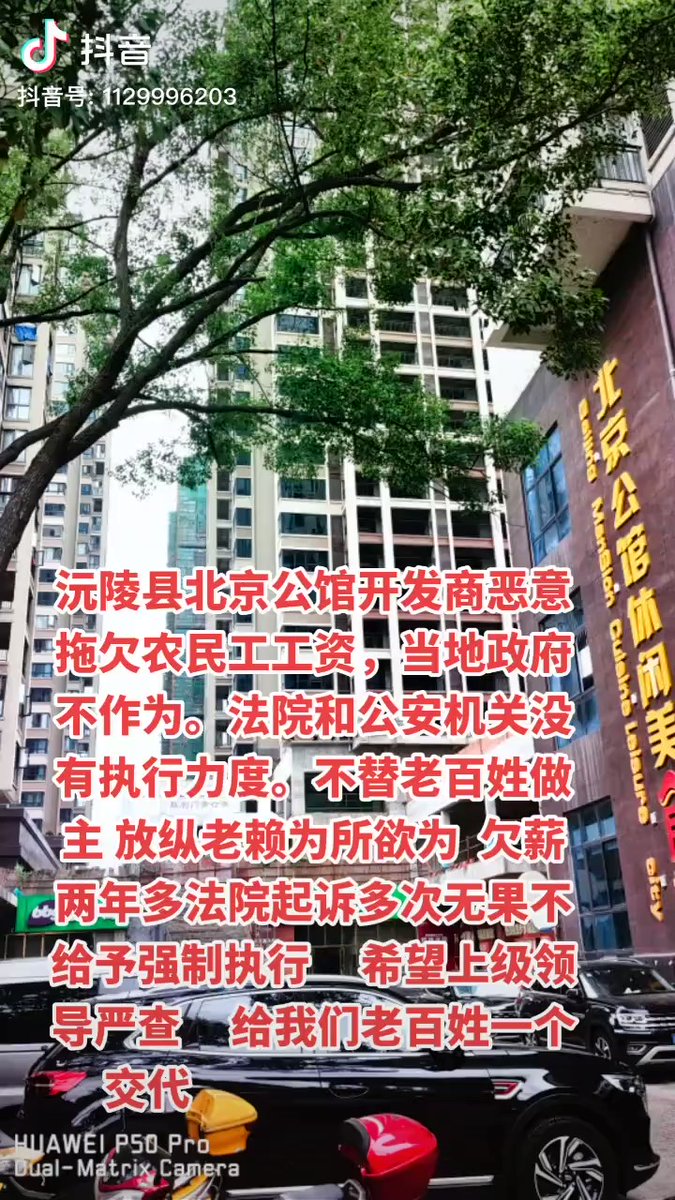 抖音
抖音号: 1129996203
北京公馆休闲美食
沅陵县北京公馆开发商恶意
拖欠农民工工资，当地政府
不作为。法院和公安机关没
有执行力度。不替老百姓做
主 放纵老赖为所欲为 欠薪
两年多法院起诉多次无果不
给予强制执行 希望上级领
导严查 给我们老百姓一个
交代
HUAWEI P50 Pro
Dual-Matrix Camera